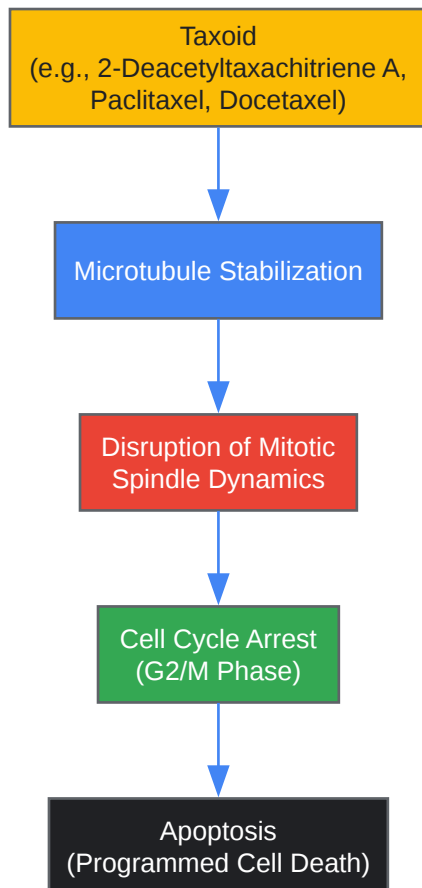 Taxoid
(e.g., 2-Deacetyltaxachitriene A,
Paclitaxel, Docetaxel)
Microtubule Stabilization
Disruption of Mitotic
Spindle Dynamics
Cell Cycle Arrest
(G2/M Phase)
Apoptosis
(Programmed Cell Death)